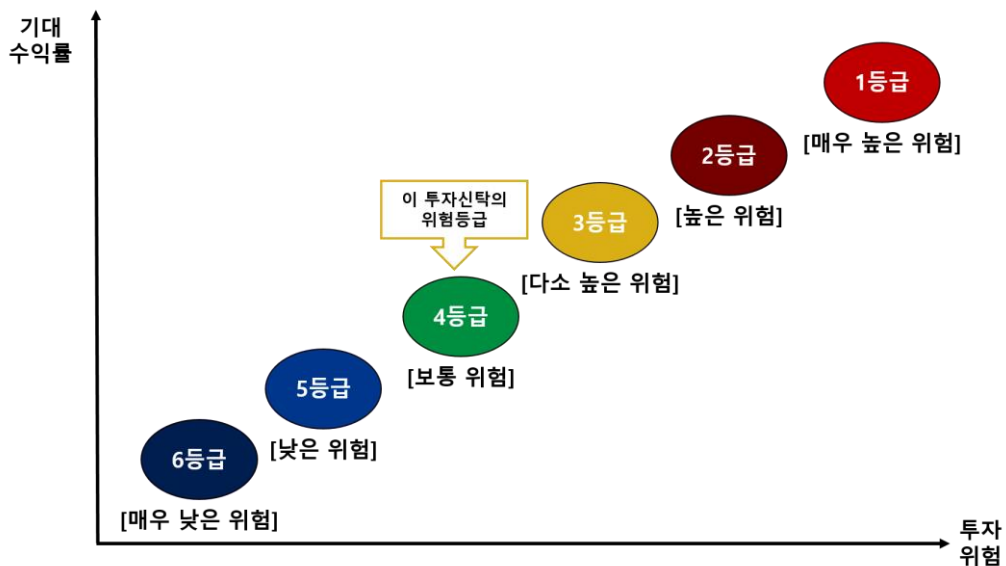 기대
수익률
1등급
[매우 높은 위험]
2등급
[높은 위험]
이 투자신탁의
위험등급
3등급
[다소 높은 위험]
4등급
[보통 위험]
5등급
[낮은 위험]
6등급
[매우 낮은 위험]
투자
위험